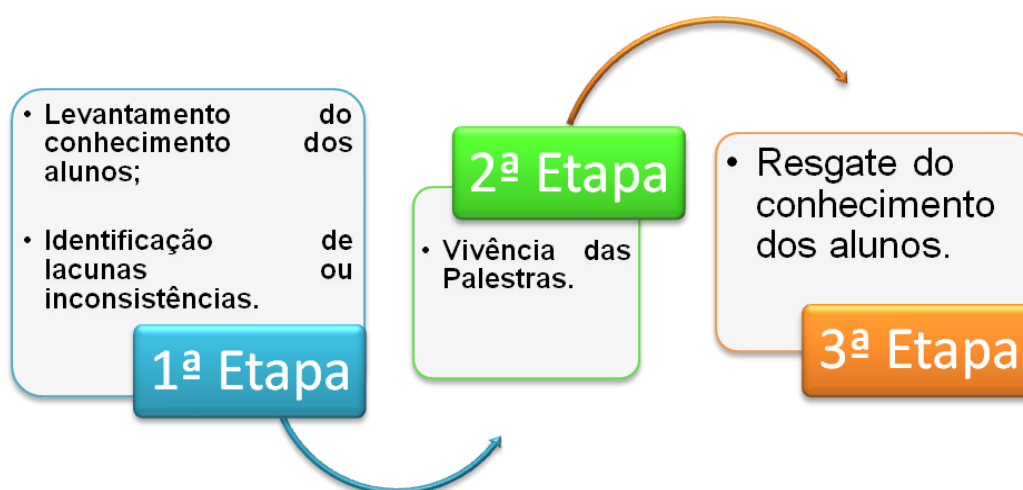 • Levantamento do
conhecimento dos
alunos;
• Identificação de
lacunas ou
inconsistências.
1ª Etapa
2ª Etapa
• Vivência das
Palestras.
• Resgate do
conhecimento
dos alunos.
3ª Etapa